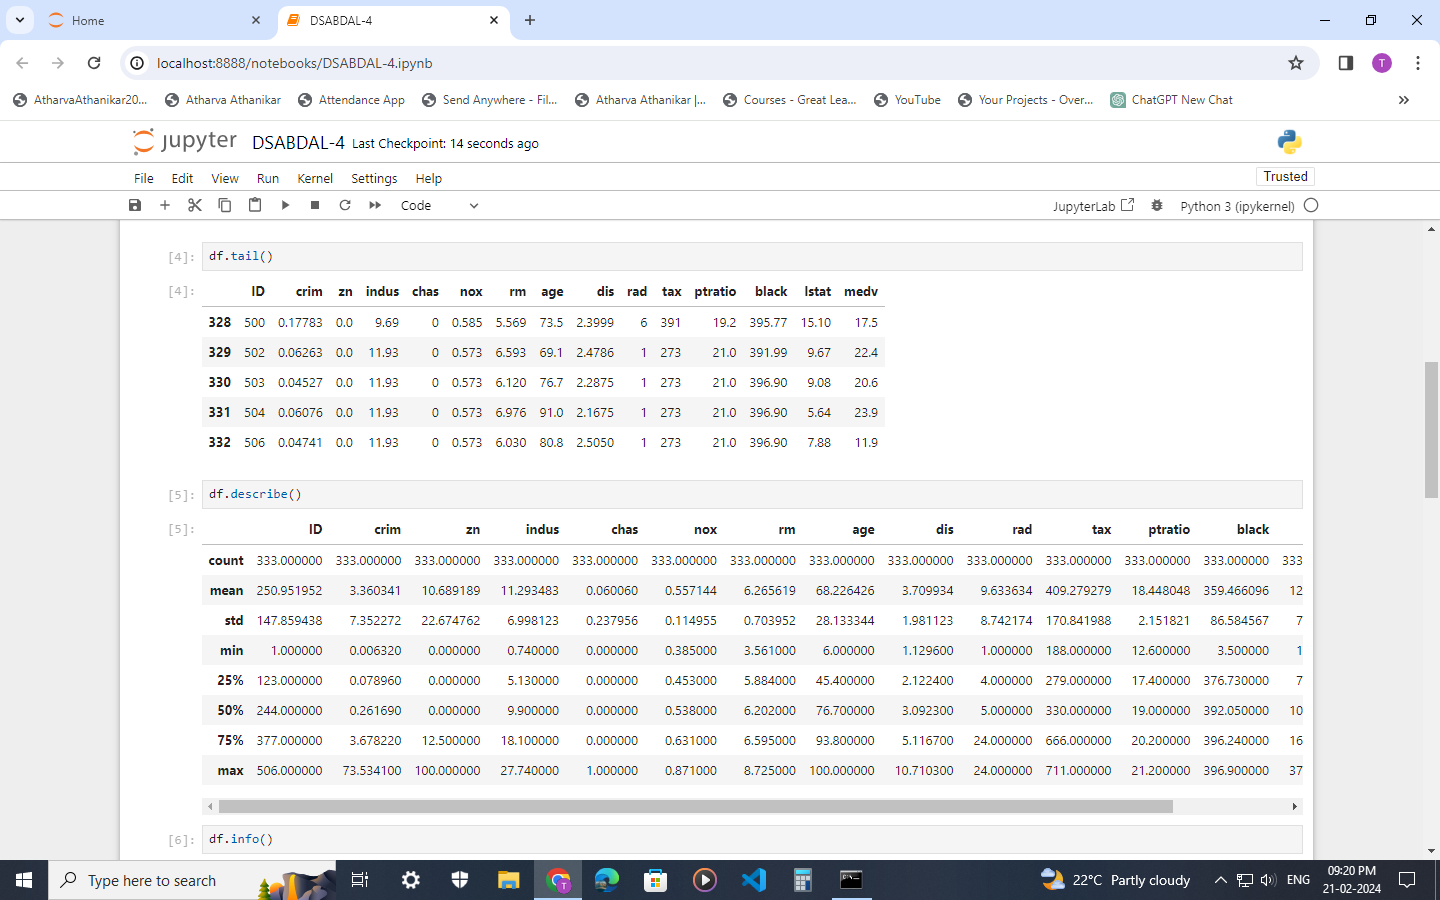 Home
DSABDAL-4
localhost:8888/notebooks/DSABDAL-4.ipynb
T
AtharvaAthanikar20... Atharva Athanikar Attendance App Send Anywhere - Fil... Atharva Athanikar |... Courses - Great Lea... YouTube Your Projects - Over... ChatGPT New Chat
jupyter DSABDAL-4 Last Checkpoint: 14 seconds ago
File Edit View Run Kernel Settings Help Trusted
Code JupyterLab Python 3 (ipykernel)
[4]: df.tail()
[4]: ID crim zn indus chas nox rm age dis rad tax ptratio black lstat medv
328 500 0.17783 0.0 9.69 0 0.585 5.569 73.5 2.3999 6 391 19.2 395.77 15.10 17.5
329 502 0.06263 0.0 11.93 0 0.573 6.593 69.1 2.4786 1 273 21.0 391.99 9.67 22.4
330 503 0.04527 0.0 11.93 0 0.573 6.120 76.7 2.2875 1 273 21.0 396.90 9.08 20.6
331 504 0.06076 0.0 11.93 0 0.573 6.976 91.0 2.1675 1 273 21.0 396.90 5.64 23.9
332 506 0.04741 0.0 11.93 0 0.573 6.030 80.8 2.5050 1 273 21.0 396.90 7.88 11.9
[5]: df.describe()
[5]: ID crim zn indus chas nox rm age dis rad tax ptratio black
count 333.000000 333.000000 333.000000 333.000000 333.000000 333.000000 333.000000 333.000000 333.000000 333.000000 333.000000 333.000000 333.000000 333
mean 250.951952 3.360341 10.689189 11.293483 0.060060 0.557144 6.265619 68.226426 3.709934 9.633634 409.279279 18.448048 359.466096 12
std 147.859438 7.352272 22.674762 6.998123 0.237956 0.114955 0.703952 28.133344 1.981123 8.742174 170.841988 2.151821 86.584567 7
min 1.000000 0.006320 0.000000 0.740000 0.000000 0.385000 3.561000 6.000000 1.129600 1.000000 188.000000 12.600000 3.500000 1
25% 123.000000 0.078960 0.000000 5.130000 0.000000 0.453000 5.884000 45.400000 2.122400 4.000000 279.000000 17.400000 376.730000 7
50% 244.000000 0.261690 0.000000 9.900000 0.000000 0.538000 6.202000 76.700000 3.092300 5.000000 330.000000 19.000000 392.050000 10
75% 377.000000 3.678220 12.500000 18.100000 0.000000 0.631000 6.595000 93.800000 5.116700 24.000000 666.000000 20.200000 396.240000 16
max 506.000000 73.534100 100.000000 27.740000 1.000000 0.871000 8.725000 100.000000 10.710300 24.000000 711.000000 21.200000 396.900000 37
[6]: df.info()
Type here to search
T
22°C Partly cloudy
ENG
09:20 PM
21-02-2024